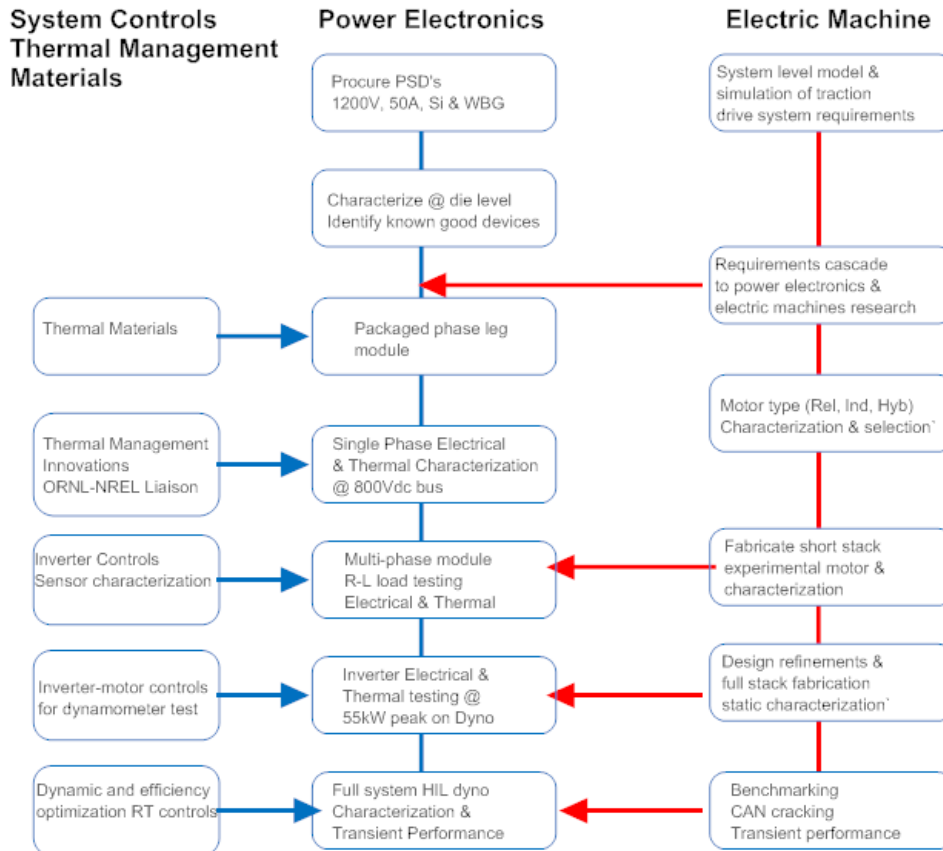 System Controls
Thermal Management
Materials
Power Electronics
Electric Machine
Procure PSD's
1200V, 50A, Si & WBG
System level model &
simulation of traction
drive system requirements
Characterize @ die level
Identify known good devices
Requirements cascade
to power electronics &
electric machines research
Thermal Materials
Packaged phase leg
module
Motor type (Rel, Ind, Hyb)
Characterization & selection`
Thermal Management
Innovations
ORNL-NREL Liaison
Single Phase Electrical
& Thermal Characterization
@ 800Vdc bus
Inverter Controls
Sensor characterization
Multi-phase module
R-L load testing
Electrical & Thermal
Fabricate short stack
experimental motor &
characterization
Inverter-motor controls
for dynamometer test
Inverter Electrical &
Thermal testing @
55kW peak on Dyno
Design refinements &
full stack fabrication
static characterization`
Dynamic and efficiency
optimization RT controls
Full system HIL dyno
Characterization &
Transient Performance
Benchmarking
CAN cracking
Transient performance